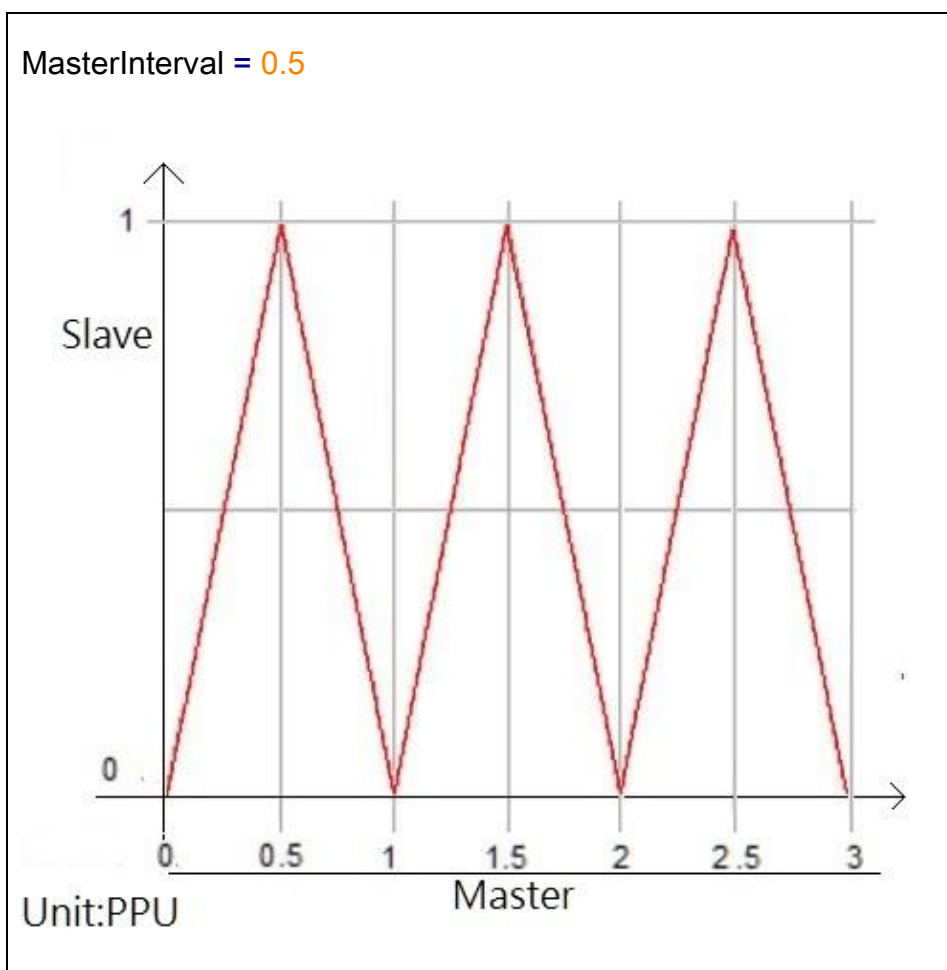 MasterInterval = 0.5
1
Slave
0
0 0.5 1 1.5 2 2.5 3
Master
Unit:PPU